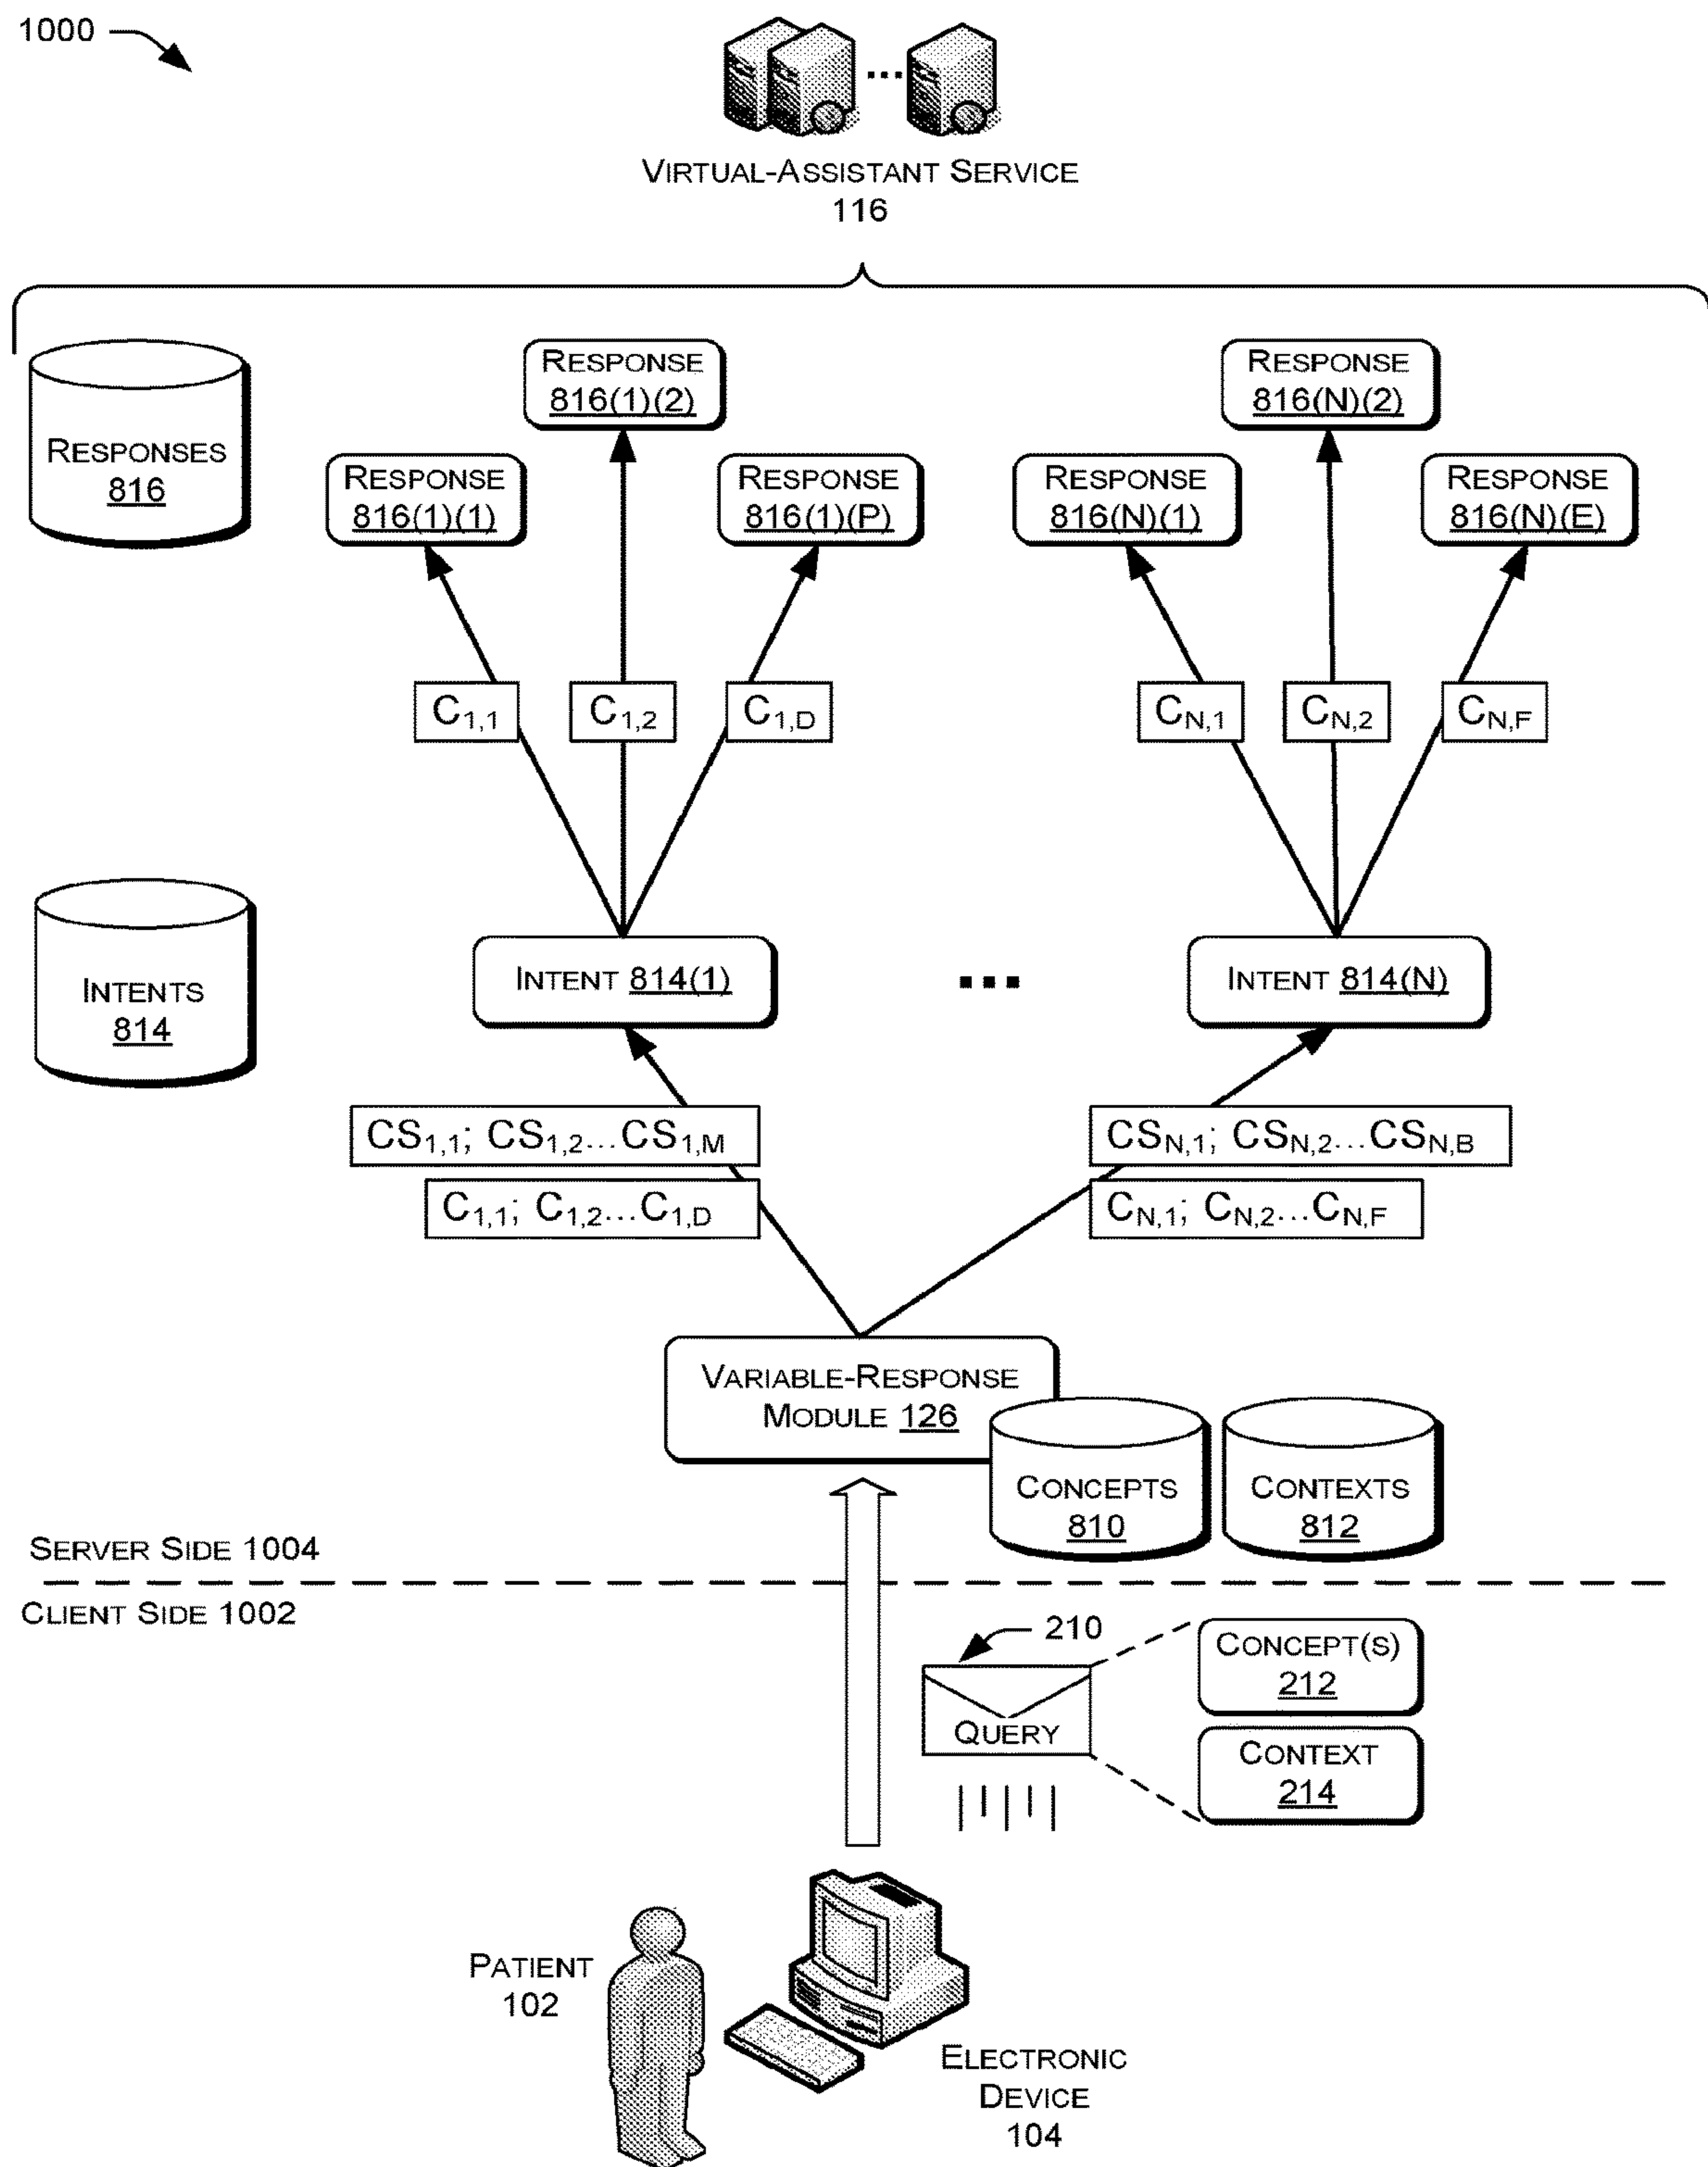 1000
...
VIRTUAL-ASSISTANT SERVICE
116
RESPONSES
816
RESPONSE
816(1)(1)
RESPONSE
816(1)(2)
RESPONSE
816(1)(P)
RESPONSE
816(N)(1)
RESPONSE
816(N)(2)
RESPONSE
816(N)(E)
C1,1
C1,2
C1,D
CN,1
CN,2
CN,F
INTENTS
814
INTENT 814(1)
...
INTENT 814(N)
CS1,1; CS1,2...CS1,M
C1,1; C1,2...C1,D
CSN,1; CSN,2...CSN,B
CN,1; CN,2...CN,F
VARIABLE-RESPONSE
MODULE 126
CONCEPTS
810
CONTEXTS
812
SERVER SIDE 1004
CLIENT SIDE 1002
210
QUERY
CONCEPT(S)
212
CONTEXT
214
PATIENT
102
ELECTRONIC
DEVICE
104